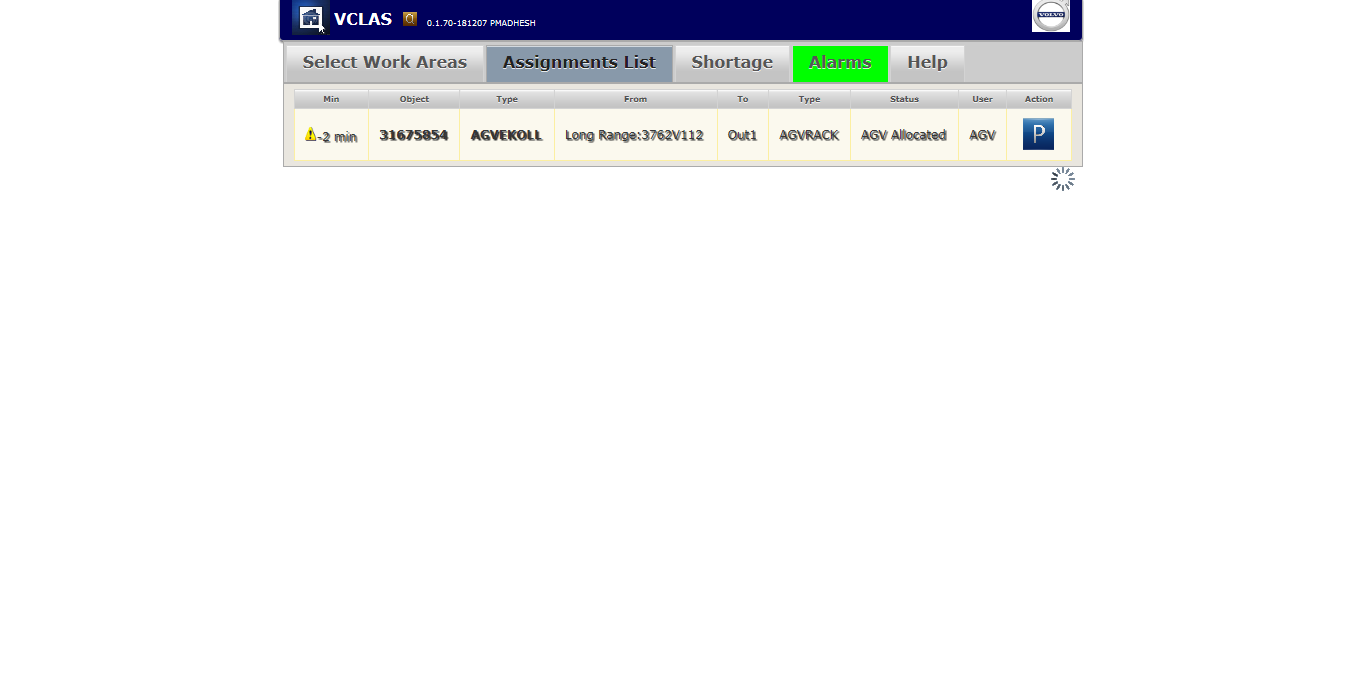 VCLAS α 0.1.70-181207 PMADHESH VOLVO
Select Work Areas Assignments List Shortage Alarms Help
Min Object Type From To Type Status User Action
-2 min 31675854 AGVEKOLL Long Range:3762V112 Out1 AGVRACK AGV Allocated AGV P